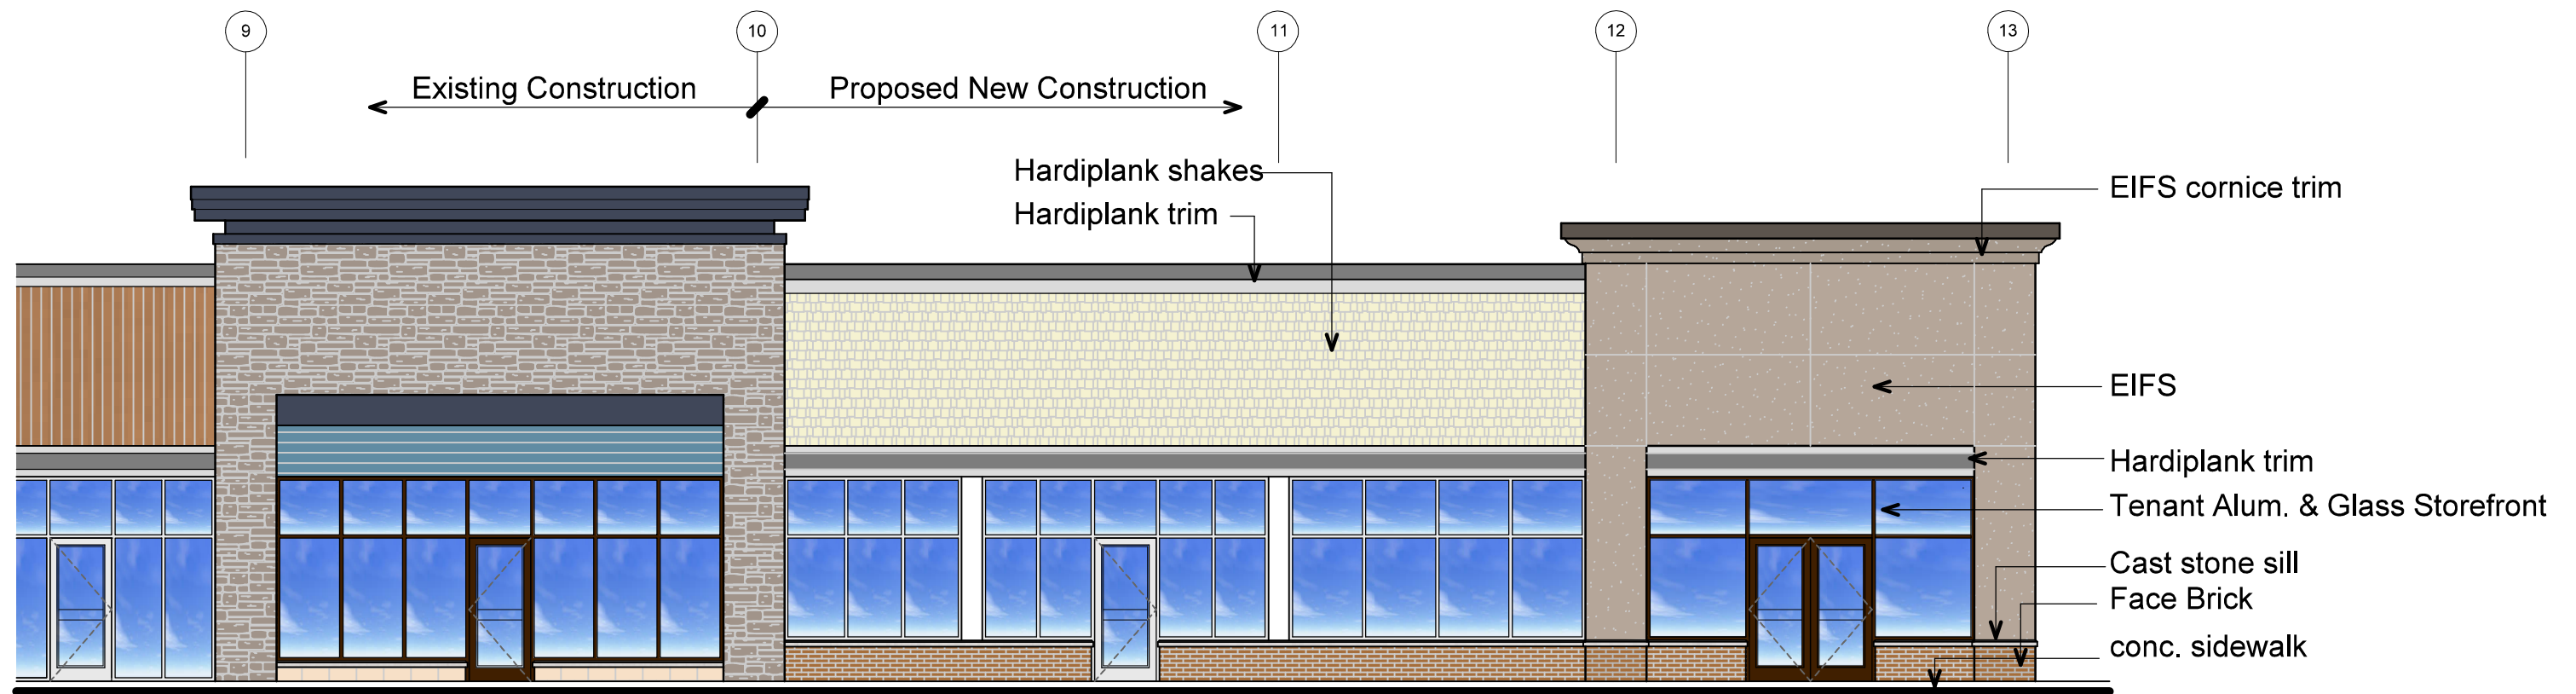 9
10
11
12
13
Existing Construction
Proposed New Construction
Hardiplank shakes
Hardiplank trim
EIFS cornice trim
EIFS
Hardiplank trim
Tenant Alum. & Glass Storefront
Cast stone sill
Face Brick
conc. sidewalk